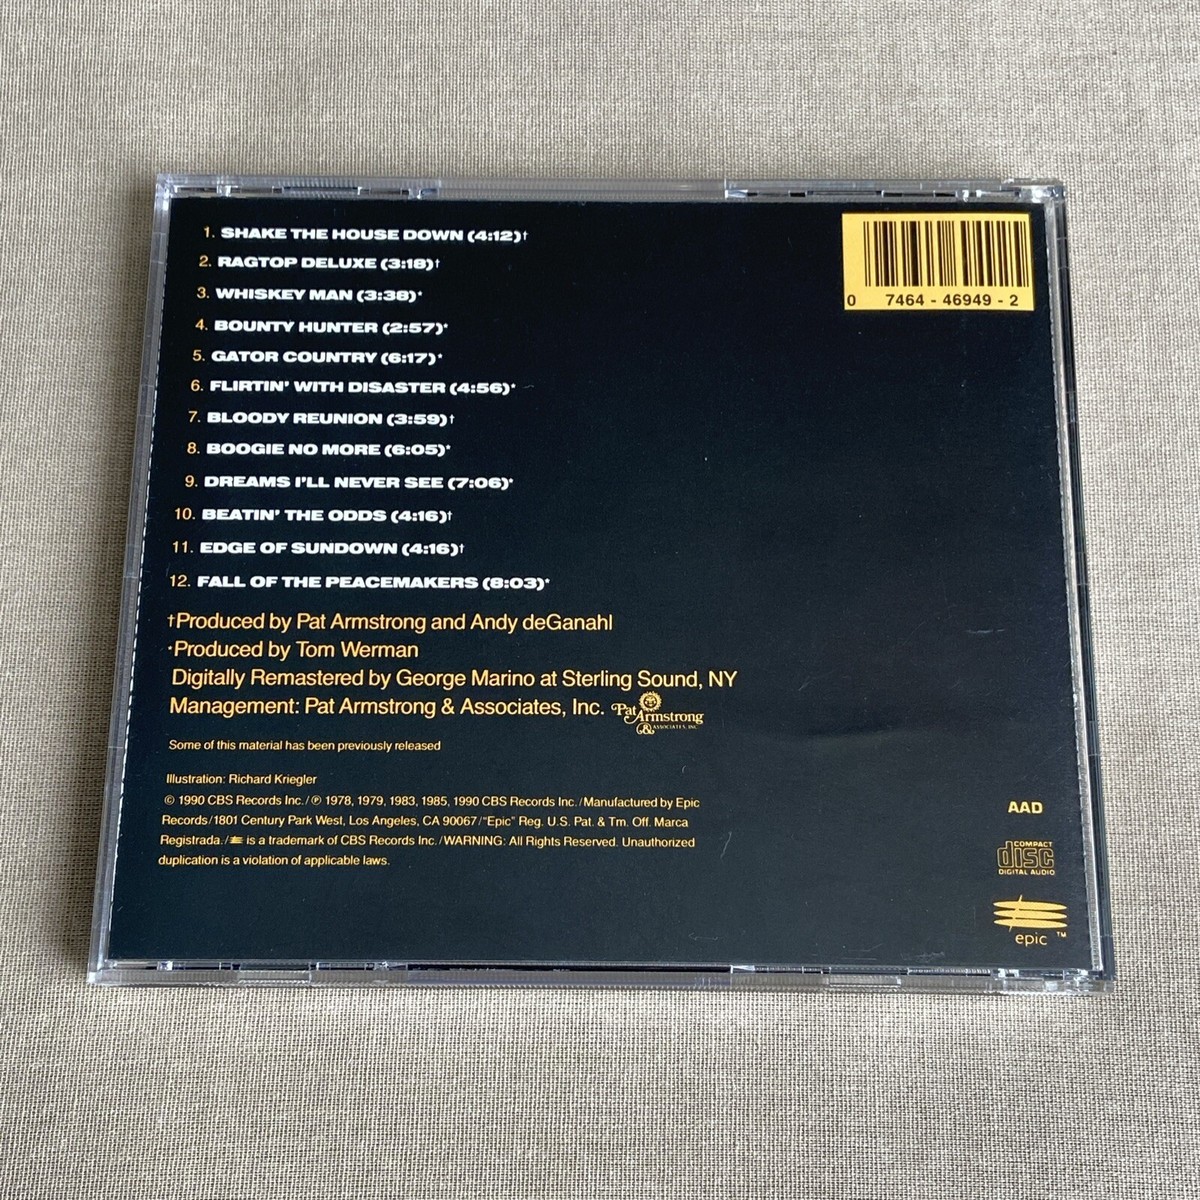 1. SHAKE THE HOUSE DOWN (4:12)†
2. RAGTOP DELUXE (3:18)†
3. WHISKEY MAN (3:38)*
4. BOUNTY HUNTER (2:57)*
5. GATOR COUNTRY (6:17)*
6. FLIRTIN' WITH DISASTER (4:56)*
7. BLOODY REUNION (3:59)†
8. BOOGIE NO MORE (6:05)*
9. DREAMS I'LL NEVER SEE (7:06)*
10. BEATIN' THE ODDS (4:16)†
11. EDGE OF SUNDOWN (4:16)†
12. FALL OF THE PEACEMAKERS (8:03)*
†Produced by Pat Armstrong and Andy deGanahl
*Produced by Tom Werman
Digitally Remastered by George Marino at Sterling Sound, NY
Management: Pat Armstrong & Associates, Inc.
Pat
Armstrong
& ASSOCIATES, INC.
Some of this material has been previously released
Illustration: Richard Kriegler
© 1990 CBS Records Inc./℗ 1978, 1979, 1983, 1985, 1990 CBS Records Inc./Manufactured by Epic
Records/1801 Century Park West, Los Angeles, CA 90067/"Epic" Reg. U.S. Pat. & Tm. Off. Marca
Registrada./ is a trademark of CBS Records Inc./WARNING: All Rights Reserved. Unauthorized
duplication is a violation of applicable laws.
0 7464 - 46949 - 2
AAD
COMPACT
disc
DIGITAL AUDIO
epic ™